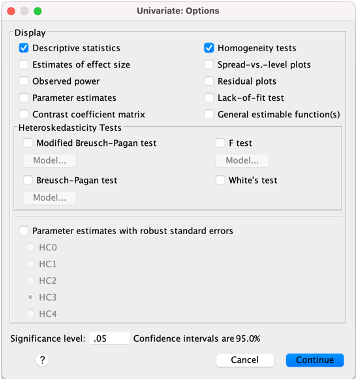 Univariate: Options
Display
Descriptive statistics
Homogeneity tests
Estimates of effect size
Spread-vs.-level plots
Observed power
Residual plots
Parameter estimates
Lack-of-fit test
Contrast coefficient matrix
General estimable function(s)
Heteroskedasticity Tests
Modified Breusch-Pagan test
F test
Model...
Model...
Breusch-Pagan test
White's test
Model...
Parameter estimates with robust standard errors
HC0
HC1
HC2
HC3
HC4
Significance level: .05 Confidence intervals are 95.0%
? Cancel Continue